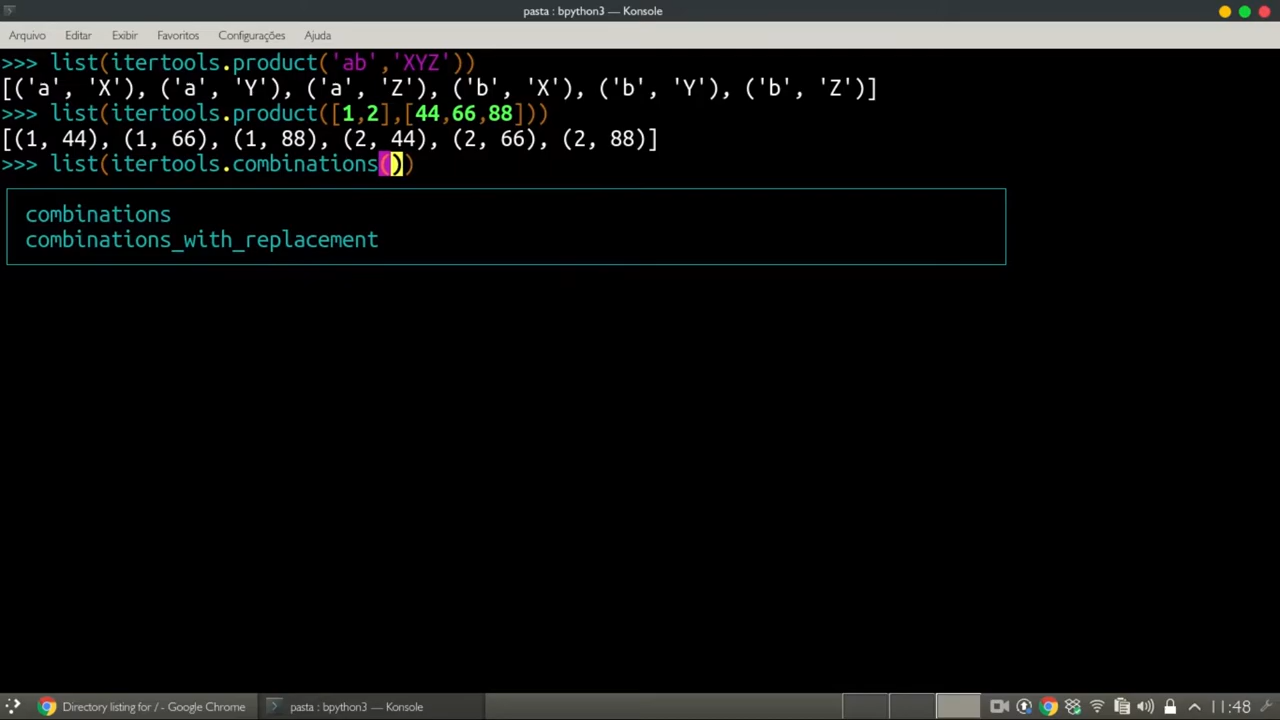 pasta : bpython3 — Konsole
Arquivo Editar Exibir Favoritos Configurações Ajuda
>>> list(itertools.product('ab','XYZ'))
[('a', 'X'), ('a', 'Y'), ('a', 'Z'), ('b', 'X'), ('b', 'Y'), ('b', 'Z')]
>>> list(itertools.product([1,2],[44,66,88]))
[(1, 44), (1, 66), (1, 88), (2, 44), (2, 66), (2, 88)]
>>> list(itertools.combinations())
combinations
combinations_with_replacement
Directory listing for / - Google Chrome pasta : bpython3 — Konsole 11:48